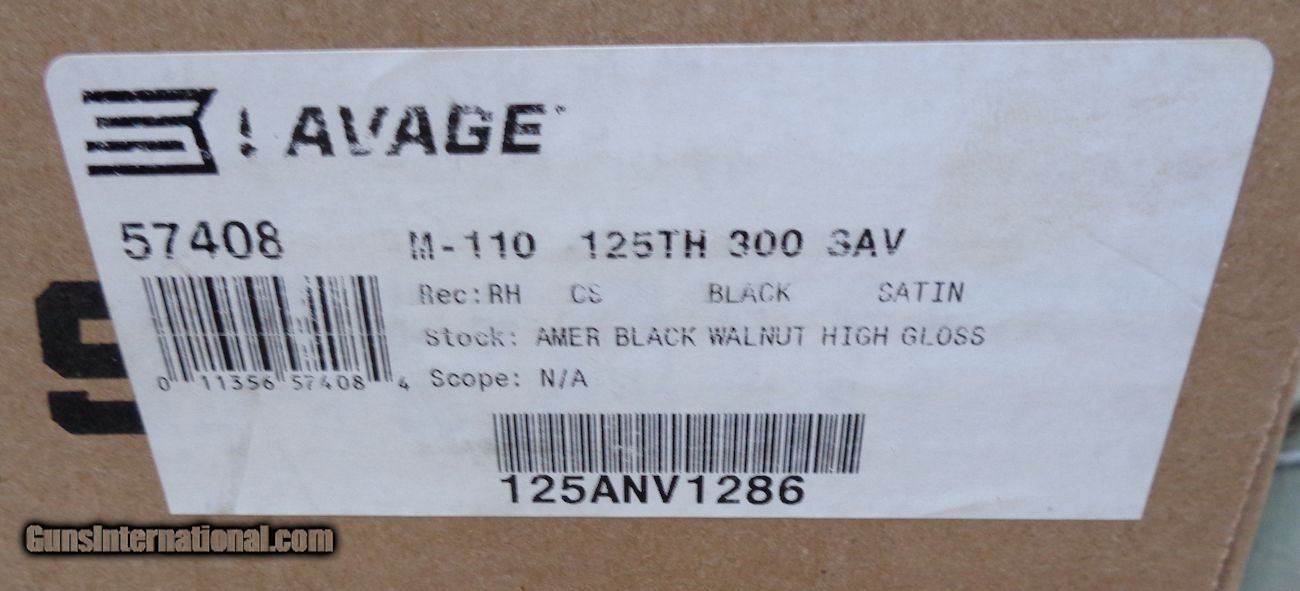 SAVAGE
57408 M-110 125TH 300 SAV
Rec: RH CS BLACK SATIN
Stock: AMER BLACK WALNUT HIGH GLOSS
0 11356 57408 4 Scope: N/A
125ANV1286
GunsInternational.com